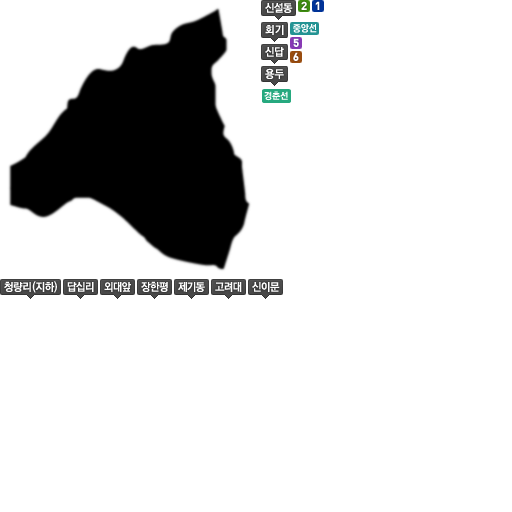 신설동 2 1
회기 중앙선
신답 5
6
용두
경춘선
청량리(지하) 답십리 외대앞 장한평 제기동 고려대 신이문